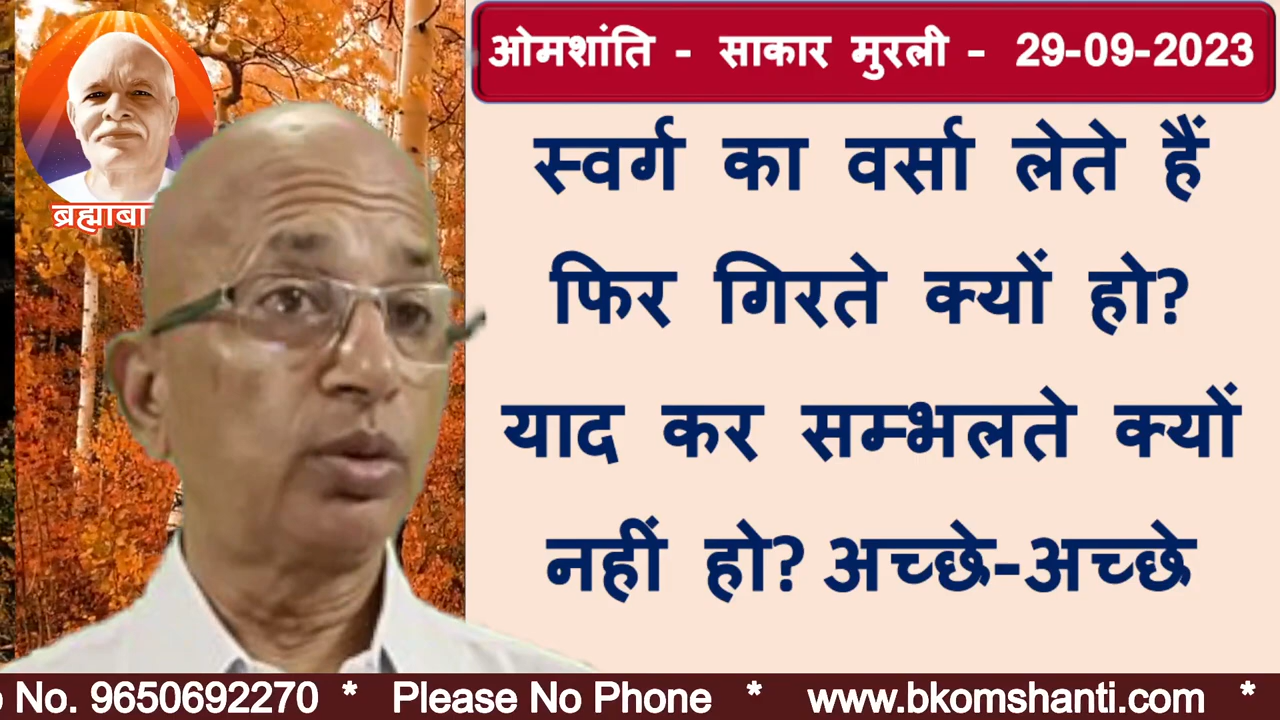 ओमशांति - साकार मुरली - 29-09-2023
स्वर्ग का वर्सा लेते हैं
फिर गिरते क्यों हो?
याद कर सम्भलते क्यों
नहीं हो? अच्छे-अच्छे
ब्रह्माबा
No. 9650692270 * Please No Phone * www.bkomshanti.com *